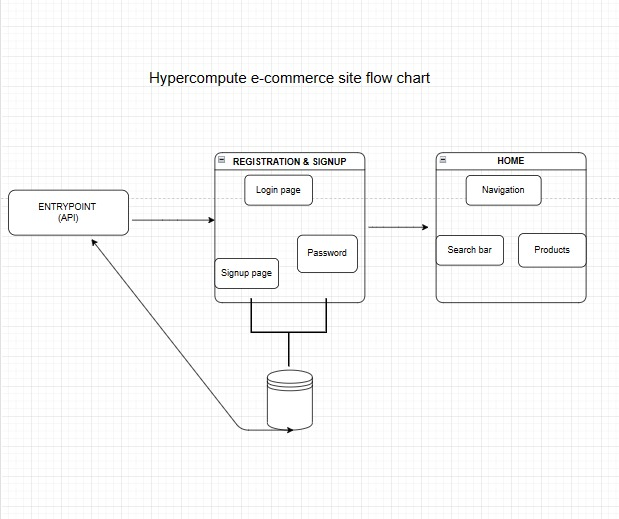 Hypercompute e-commerce site flow chart
REGISTRATION & SIGNUP
HOME
Login page
Navigation
ENTRYPOINT
(API)
Password
Search bar
Products
Signup page